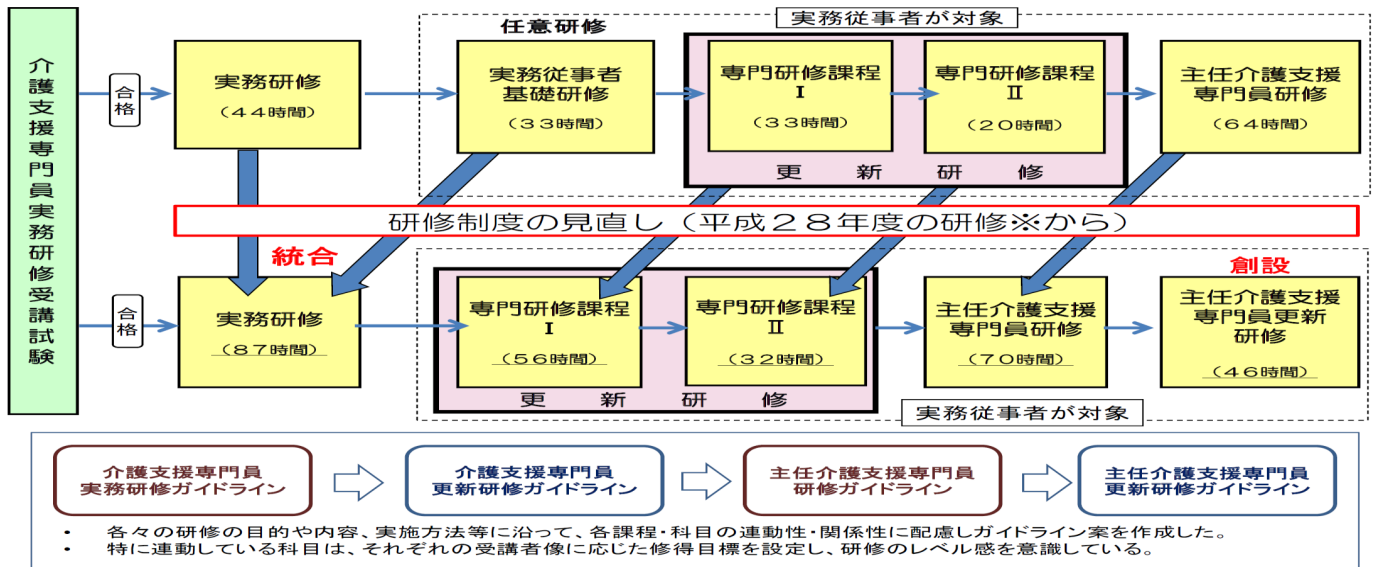 介護支援専門員実務研修受講試験
合格
実務研修
(44時間)
任意研修
実務従事者
基礎研修
(33時間)
実務従事者が対象
専門研修課程
Ⅰ
(33時間)
専門研修課程
Ⅱ
(20時間)
更 新 研 修
主任介護支援
専門員研修
(64時間)
研修制度の見直し(平成28年度の研修※から)
統合
創設
合格
実務研修
(87時間)
専門研修課程
Ⅰ
(56時間)
専門研修課程
Ⅱ
(32時間)
更 新 研 修
主任介護支援
専門員研修
(70時間)
主任介護支援
専門員更新
研修
(46時間)
実務従事者が対象
介護支援専門員
実務研修ガイドライン
介護支援専門員
更新研修ガイドライン
主任介護支援専門員
研修ガイドライン
主任介護支援専門員
更新研修ガイドライン
・ 各々の研修の目的や内容、実施方法等に沿って、各課程・科目の連動性・関係性に配慮しガイドライン案を作成した。
・ 特に連動している科目は、それぞれの受講者像に応じた修得目標を設定し、研修のレベル感を意識している。